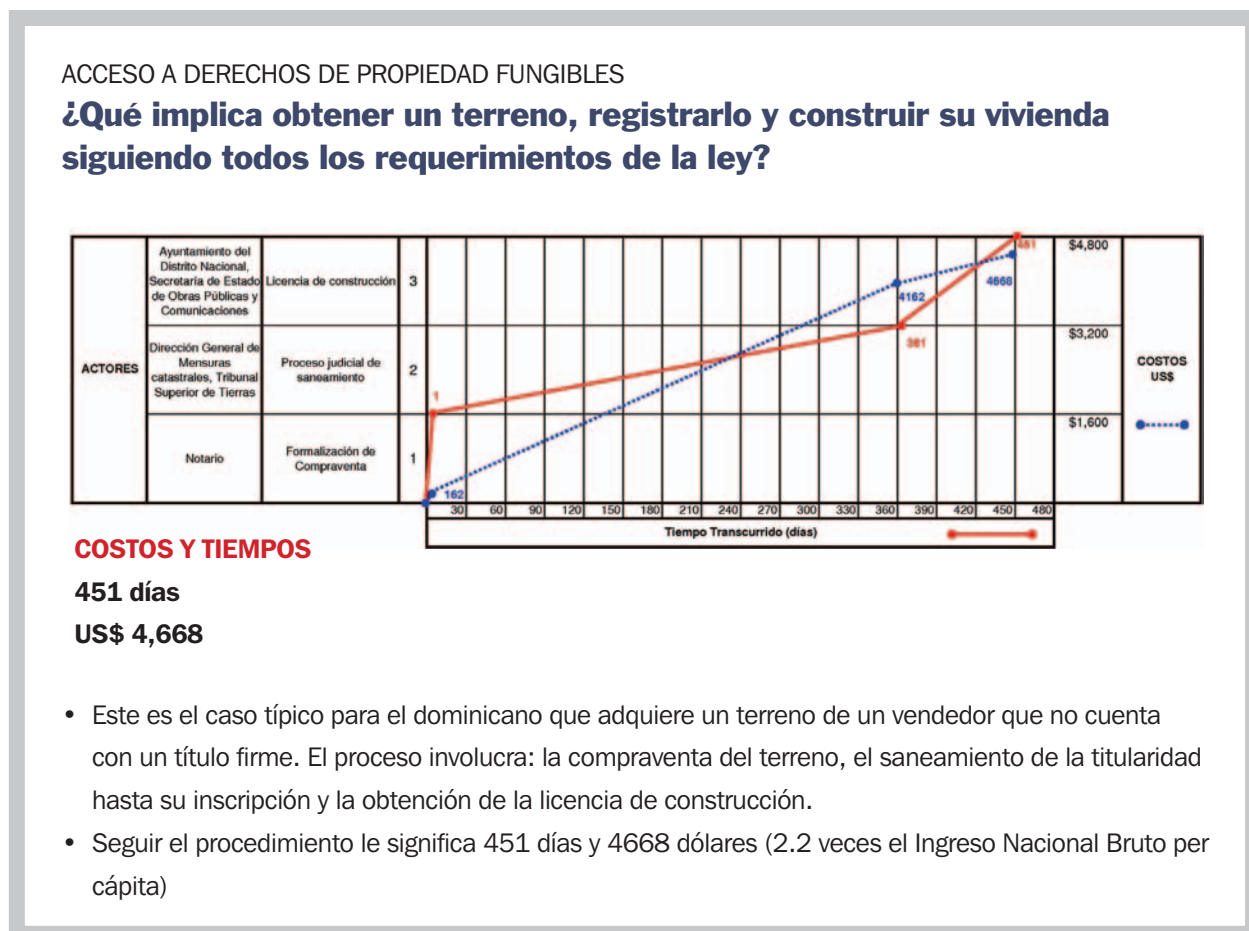 ACCESO A DERECHOS DE PROPIEDAD FUNGIBLES
¿Qué implica obtener un terreno, registrarlo y construir su vivienda
siguiendo todos los requerimientos de la ley?
ACTORES
Ayuntamiento del
Distrito Nacional,
Secretaría de Estado
de Obras Públicas y
Comunicaciones
Licencia de construcción
3
Dirección General de
Mensuras
catastrales, Tribunal
Superior de Tierras
Proceso judicial de
saneamiento
2
Notario
Formalización de
Compraventa
1
1
381
451
162
4162
4668
$4,800
$3,200
$1,600
COSTOS
US$
30 60 90 120 150 180 210 240 270 300 330 360 390 420 450 480
Tiempo Transcurrido (días)
COSTOS Y TIEMPOS
451 días
US$ 4,668
• Este es el caso típico para el dominicano que adquiere un terreno de un vendedor que no cuenta
con un título firme. El proceso involucra: la compraventa del terreno, el saneamiento de la titularidad
hasta su inscripción y la obtención de la licencia de construcción.
• Seguir el procedimiento le significa 451 días y 4668 dólares (2.2 veces el Ingreso Nacional Bruto per
cápita)